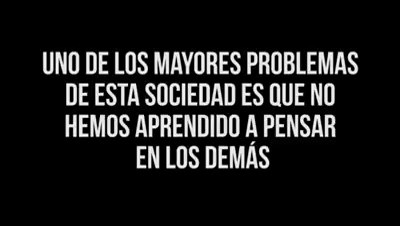 UNO DE LOS MAYORES PROBLEMAS
DE ESTA SOCIEDAD ES QUE NO
HEMOS APRENDIDO A PENSAR
EN LOS DEMÁS